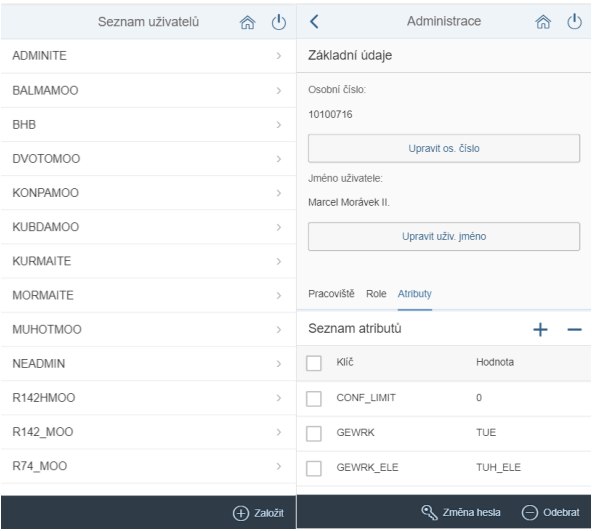 Seznam uživatelů
ADMINITE
BALMAMOO
BHB
DVOTOMOO
KONPAMOO
KUBDAMOO
KURMAITE
MORMAITE
MUHOTMOO
NEADMIN
R142HMOO
R142_MOO
R74_MOO
Založit
Administrace
Základní údaje
Osobní číslo:
10100716
Upravit os. číslo
Jméno uživatele:
Marcel Morávek II.
Upravit uživ. jméno
Pracoviště Role Atributy
Seznam atributů
Klíč Hodnota
CONF_LIMIT 0
GEWRK TUE
GEWRK_ELE TUH_ELE
Změna hesla Odebrat